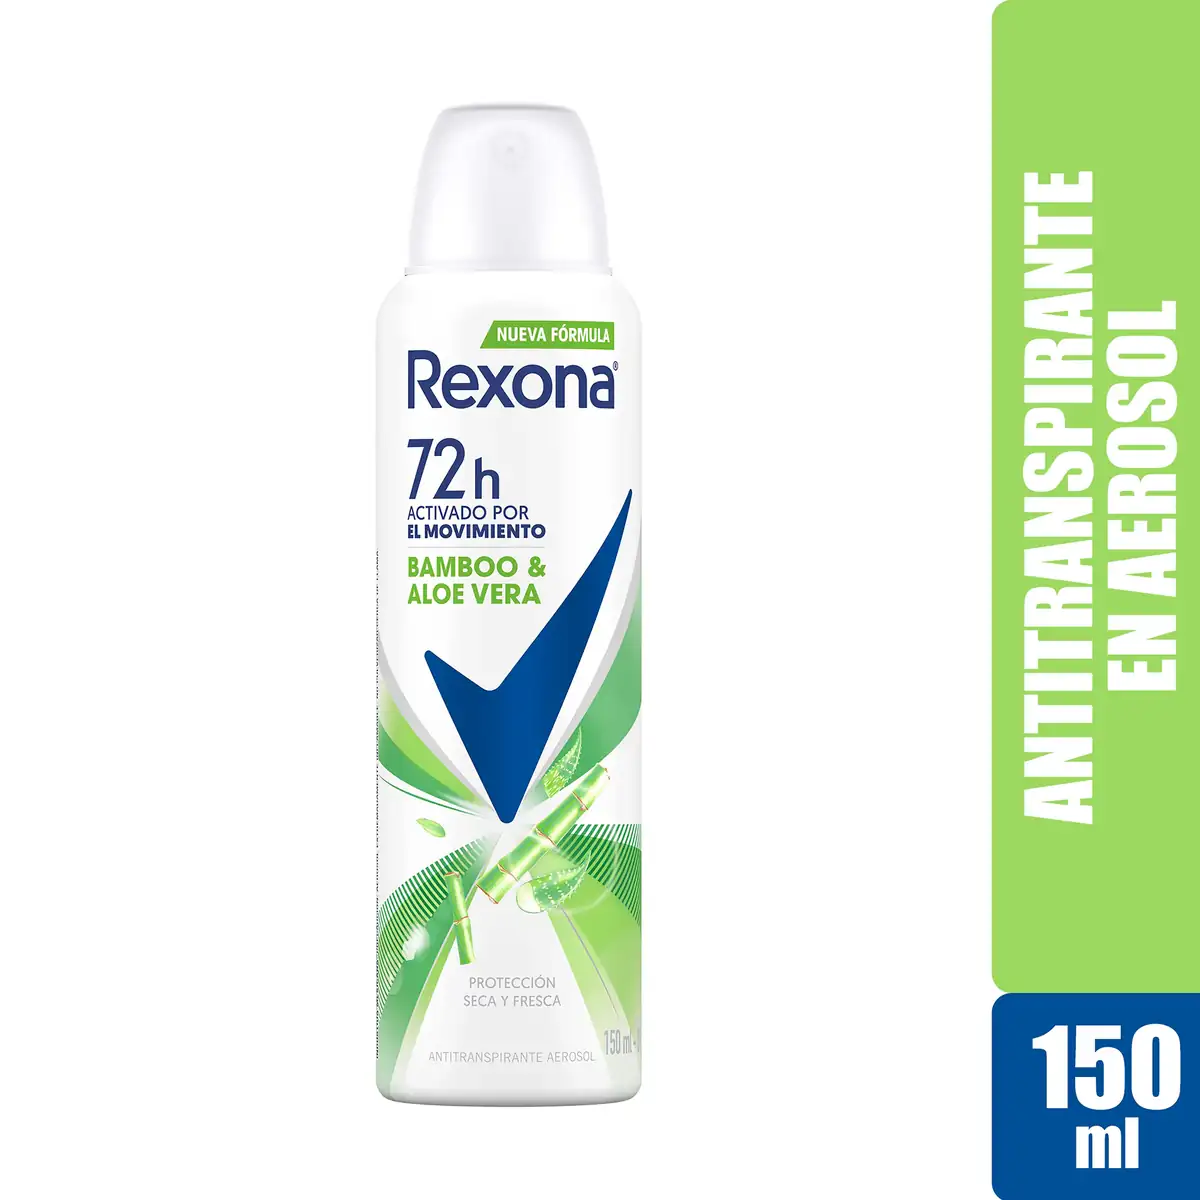 NUEVA FÓRMULA
Rexona®
72h
ACTIVADO POR
EL MOVIMIENTO
BAMBOO &
ALOE VERA
PROTECCIÓN
SECA Y FRESCA
150 ml
ANTITRANSPIRANTE AEROSOL
ANTITRANSPIRANTE
EN AEROSOL
150
ml